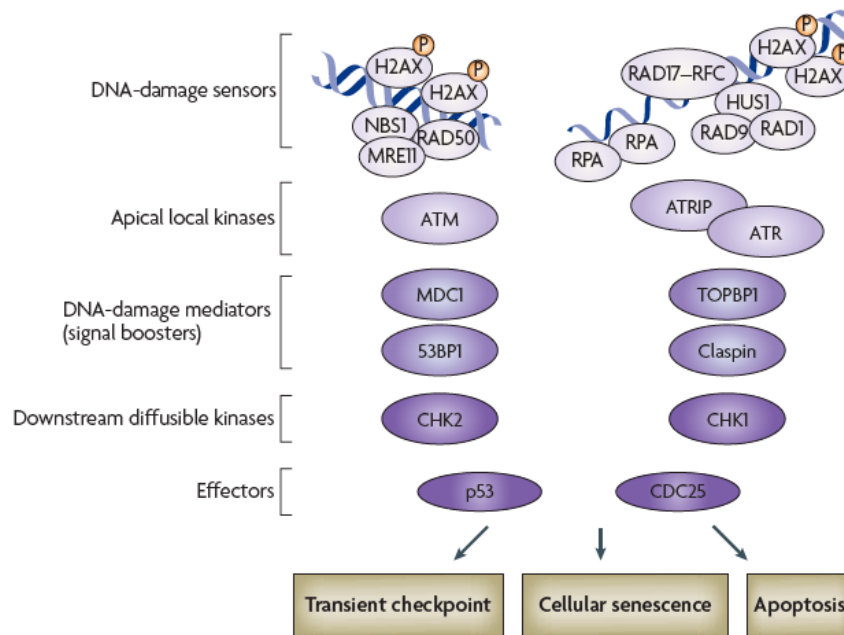 DNA-damage sensors
P
H2AX
P
H2AX
NBS1
RAD50
MRE11
RAD17–RFC
P
H2AX
P
H2AX
HUS1
RAD9
RAD1
RPA
RPA
Apical local kinases
ATM
ATRIP
ATR
DNA-damage mediators
(signal boosters)
MDC1
TOPBP1
53BP1
Claspin
Downstream diffusible kinases
CHK2
CHK1
Effectors
p53
CDC25
Transient checkpoint
Cellular senescence
Apoptosis